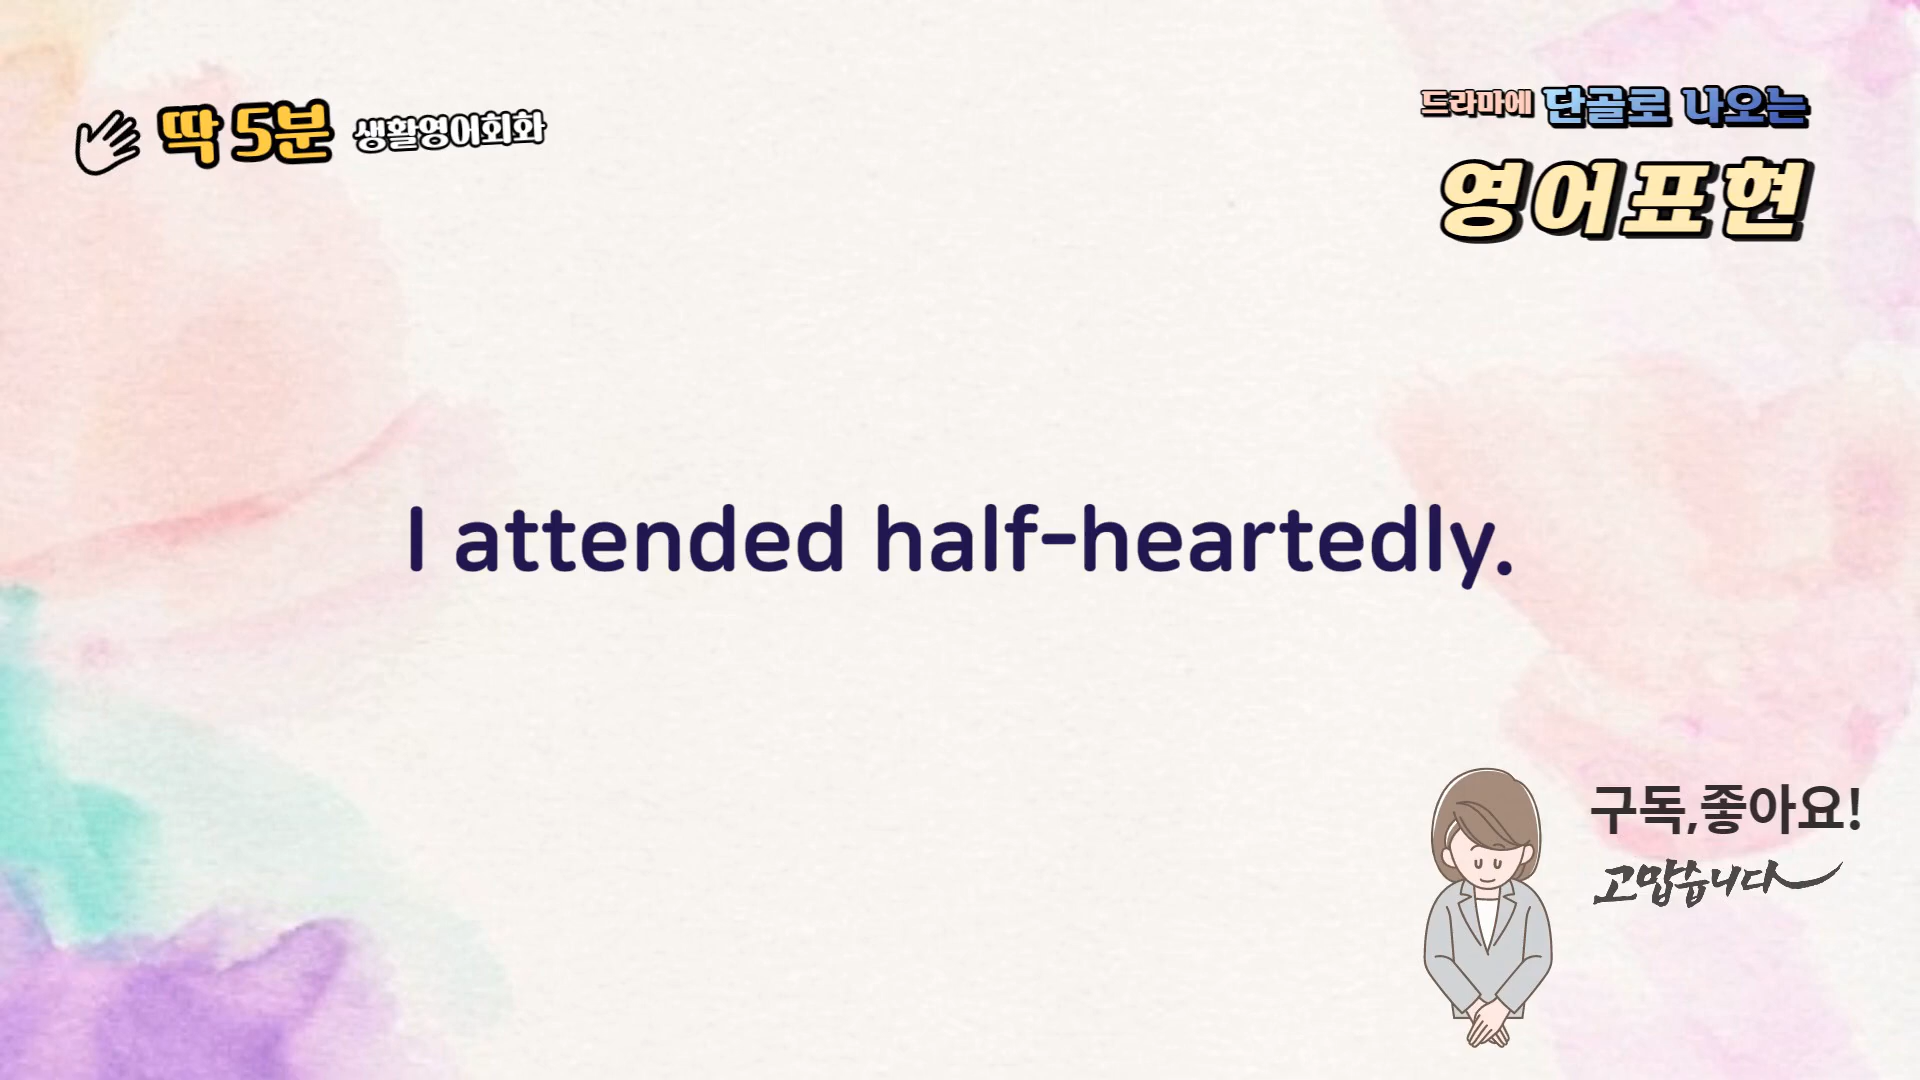 딱 5분 생활영어회화
드라마에 단골로 나오는
영어표현
I attended half-heartedly.
구독,좋아요!
고맙습니다